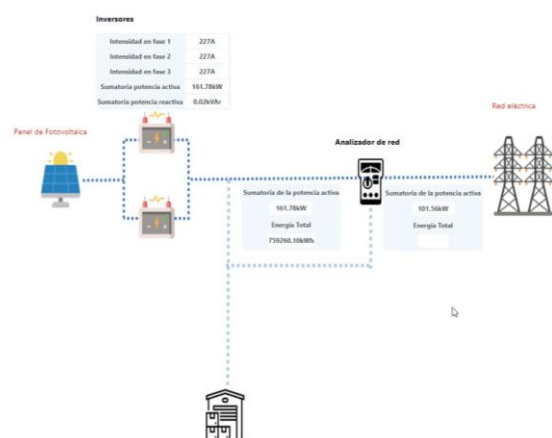 Inversores
Intensidad en fase 1 227A
Intensidad en fase 2 227A
Intensidad en fase 3 227A
Sumatoria potencia activa 161.78kW
Sumatoria potencia reactiva 0.02kVAr
Red eléctrica
Panel de Fotovoltaica
Analizador de red
Sumatoria de la potencia activa
161.78kW
Energía Total
759260.10kWh
Sumatoria de la potencia activa
101.56kW
Energía Total